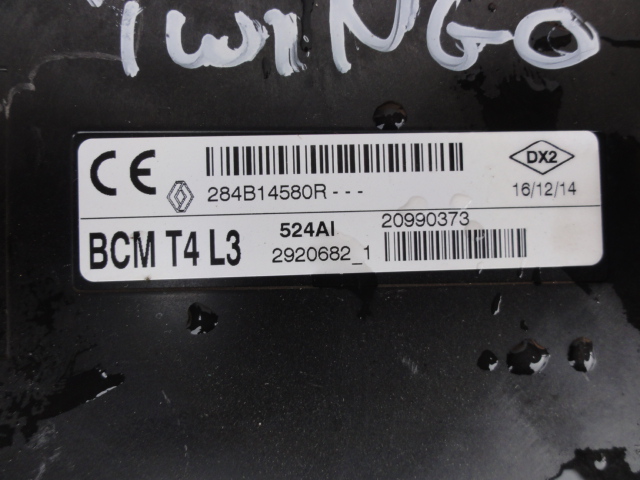 TWINGO
CE
284B14580R---
DX2
16/12/14
BCM T4 L3
524AI
20990373
2920682_1